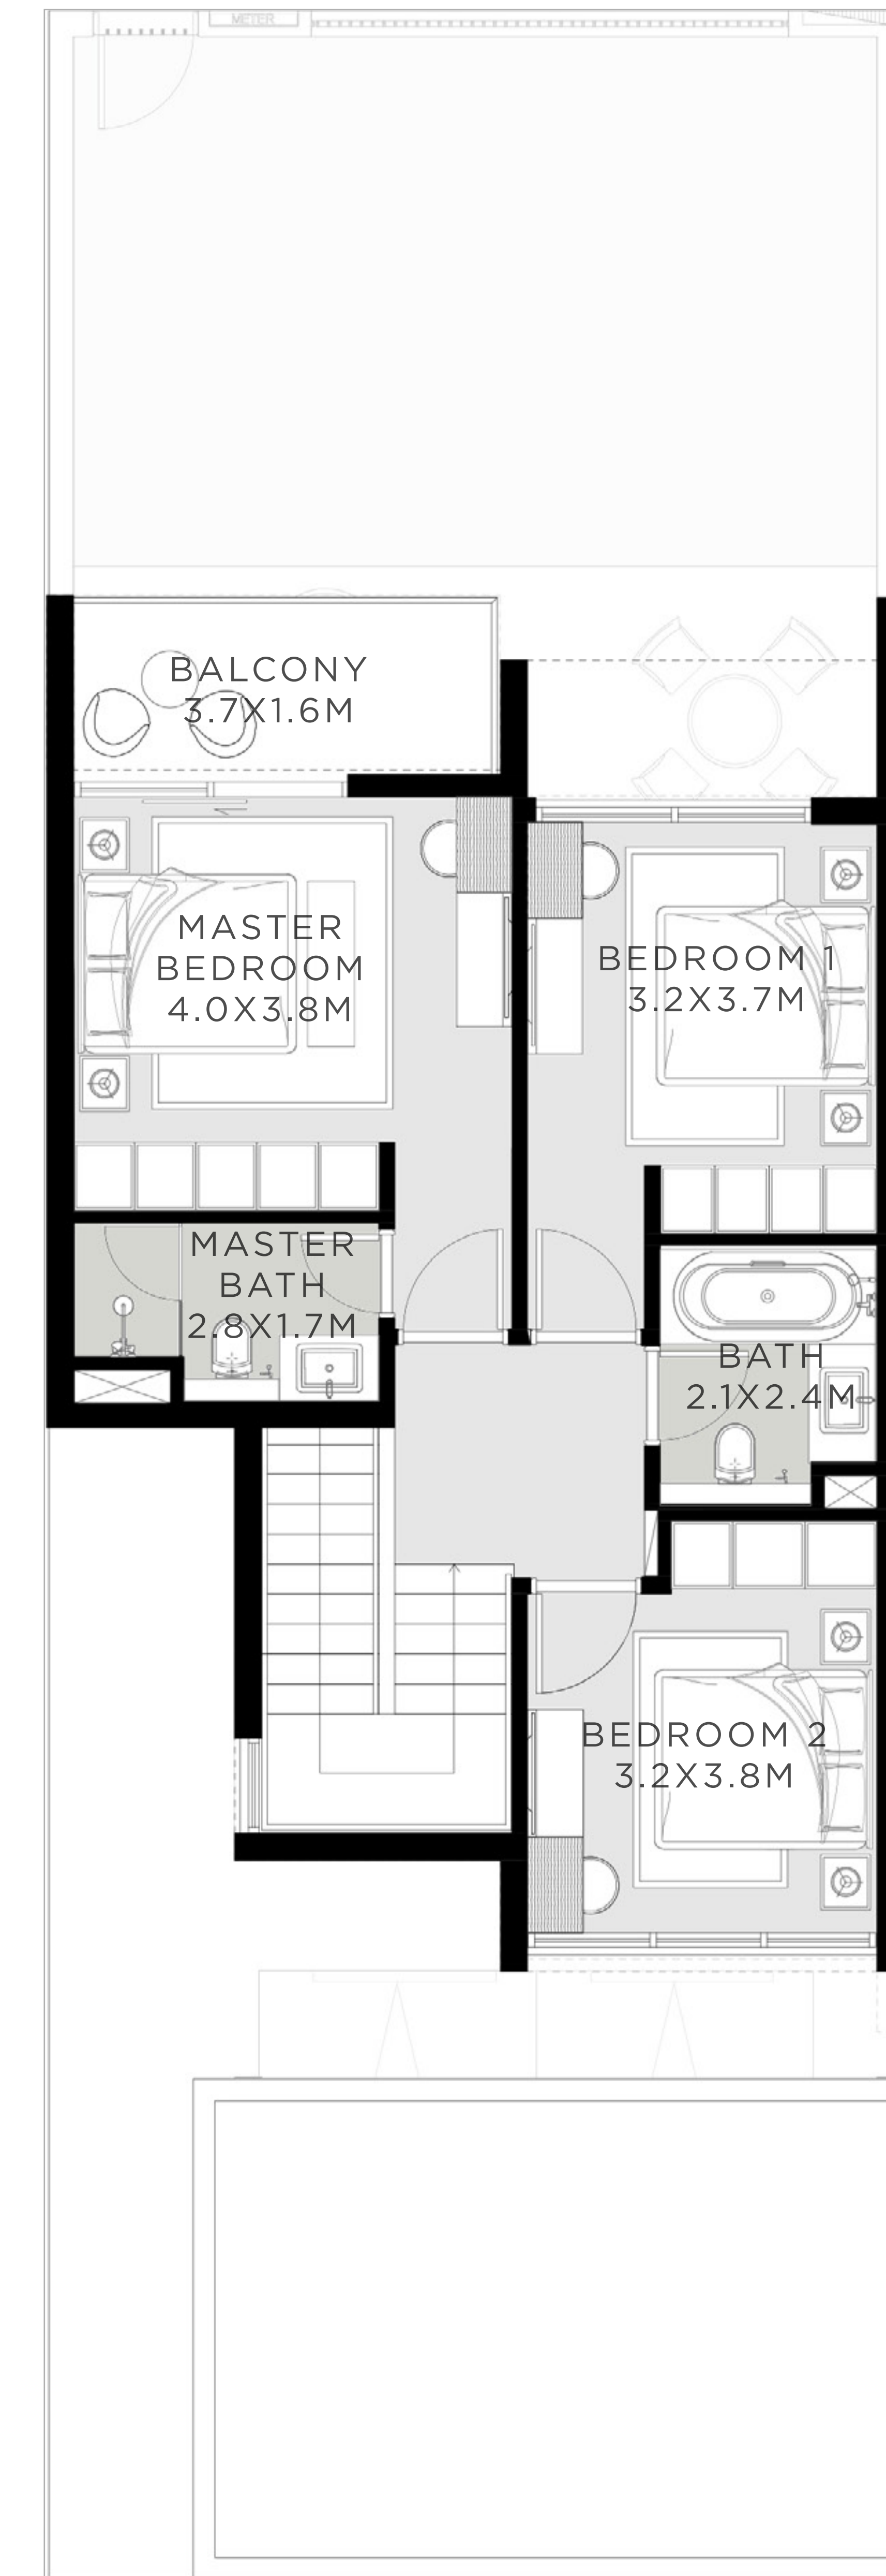 METER
BALCONY
3.7X1.6M
MASTER
BEDROOM
4.0X3.8M
BEDROOM 1
3.2X3.7M
MASTER
BATH
2.8X1.7M
BATH
2.1X2.4M
BEDROOM 2
3.2X3.8M